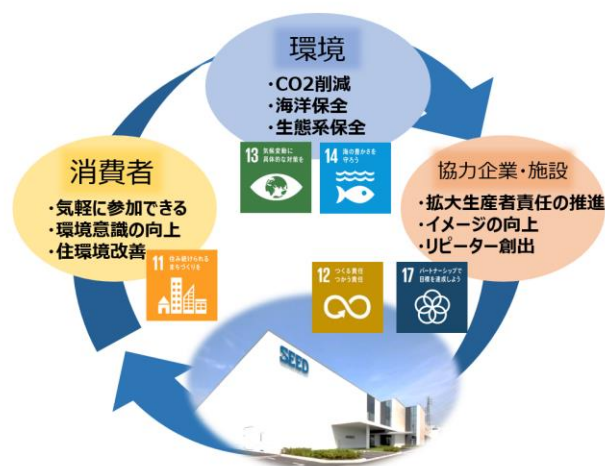 環境
・CO2削減
・海洋保全
・生態系保全
13 気候変動に
具体的な対策を
14 海の豊かさを
守ろう
消費者
・気軽に参加できる
・環境意識の向上
・住環境改善
11 住み続けられる
まちづくりを
協力企業・施設
・拡大生産者責任の推進
・イメージの向上
・リピーター創出
12 つくる責任
つかう責任
17 パートナーシップで
目標を達成しよう
SEED